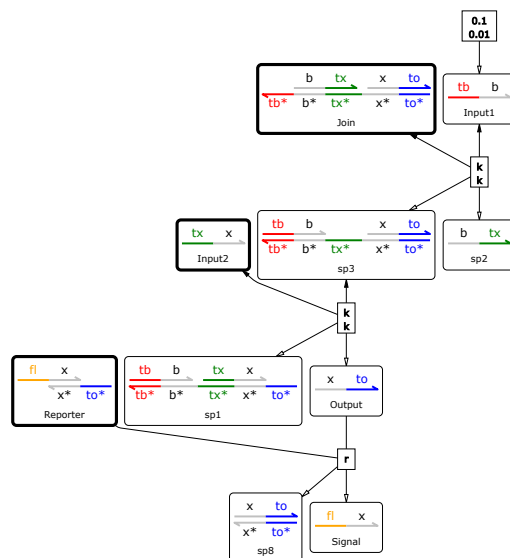 0.1
0.01
b tx x to
tb* b* tx* x* to*
Join
tb b
Input1
k
k
tx x
Input2
tb b x to
tb* b* tx* x* to*
sp3
b tx
sp2
k
k
fl x
x* to*
Reporter
tb b tx x
tb* b* tx* x* to*
sp1
x to
Output
r
x to
x* to*
sp8
fl x
Signal